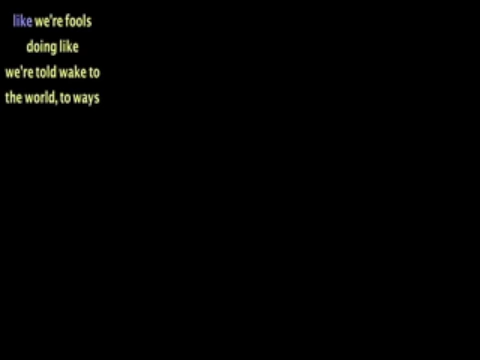 like we're fools
doing like
we're told wake to
the world, to ways